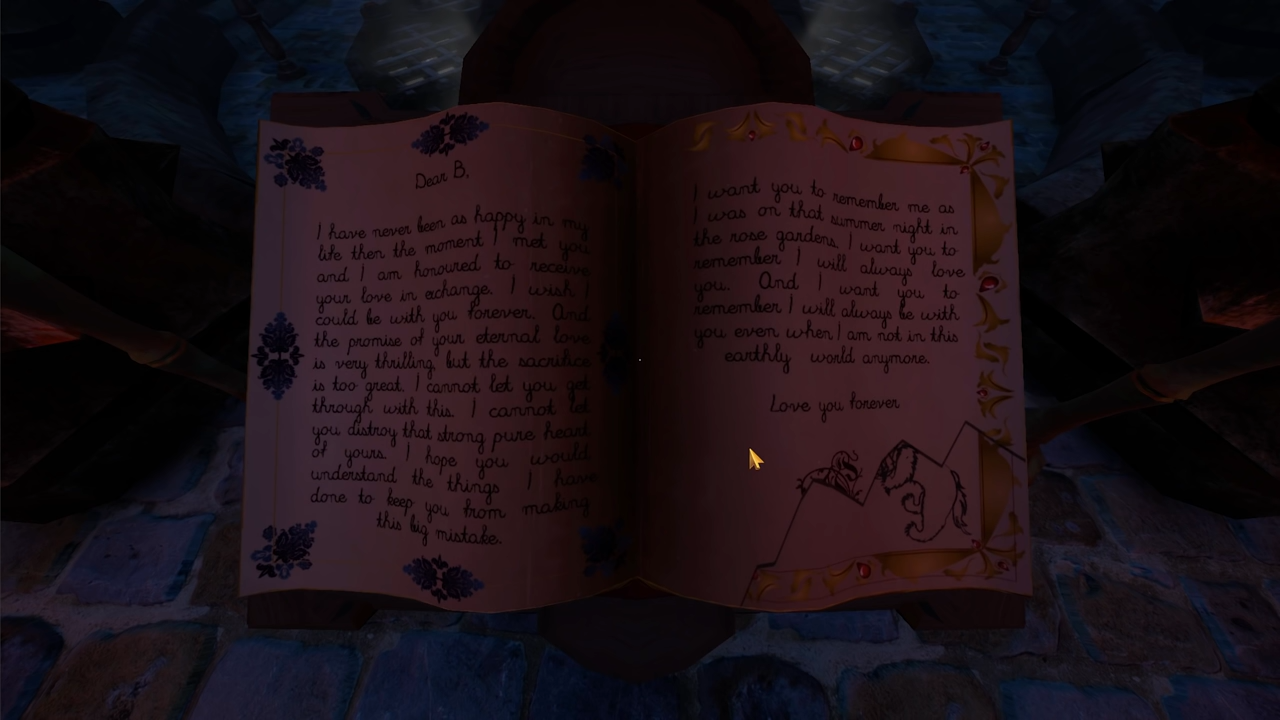 Dear B,
I have never been as happy in my
life then the moment I met you
and I am honoured to receive
your love in exchange. I wish I
could be with you forever. And
the promise of your eternal love
is very thrilling, but the sacrifice
is too great. I cannot let you get
through with this. I cannot let
you distroy that strong pure heart
of yours. I hope you would
understand the things I have
done to keep you from making
this big mistake.
I want you to remember me as
I was on that summer night in
the rose gardens. I want you to
remember I will always love
you. And I want you to
remember I will always be with
you even when I am not in this
earthly world anymore.
Love you forever